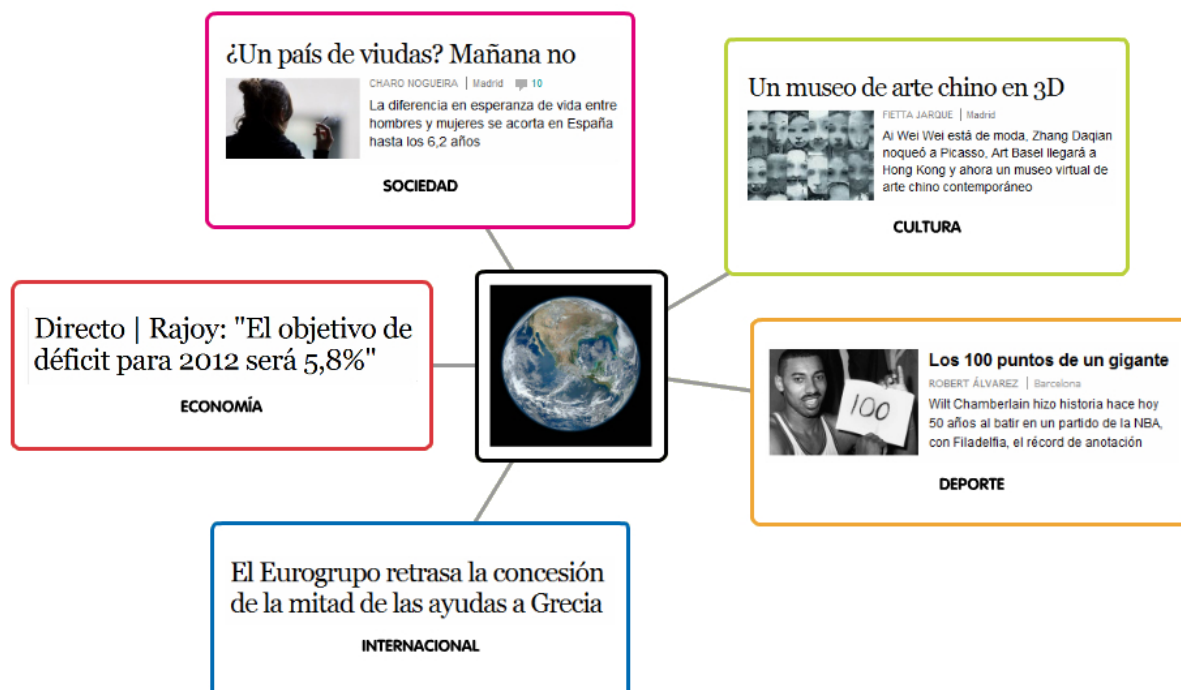 ¿Un país de viudas? Mañana no
CHARO NOGUEIRA | Madrid 10
La diferencia en esperanza de vida entre
hombres y mujeres se acorta en España
hasta los 6,2 años
SOCIEDAD
Un museo de arte chino en 3D
FIETTA JARQUE | Madrid
Ai Wei Wei está de moda, Zhang Daqian
noqueó a Picasso, Art Basel llegará a
Hong Kong y ahora un museo virtual de
arte chino contemporáneo
CULTURA
Directo | Rajoy: "El objetivo de
déficit para 2012 será 5,8%"
ECONOMÍA
100
Los 100 puntos de un gigante
ROBERT ÁLVAREZ | Barcelona
Wilt Chamberlain hizo historia hace hoy
50 años al batir en un partido de la NBA,
con Filadelfia, el récord de anotación
DEPORTE
El Eurogrupo retrasa la concesión
de la mitad de las ayudas a Grecia
INTERNACIONAL